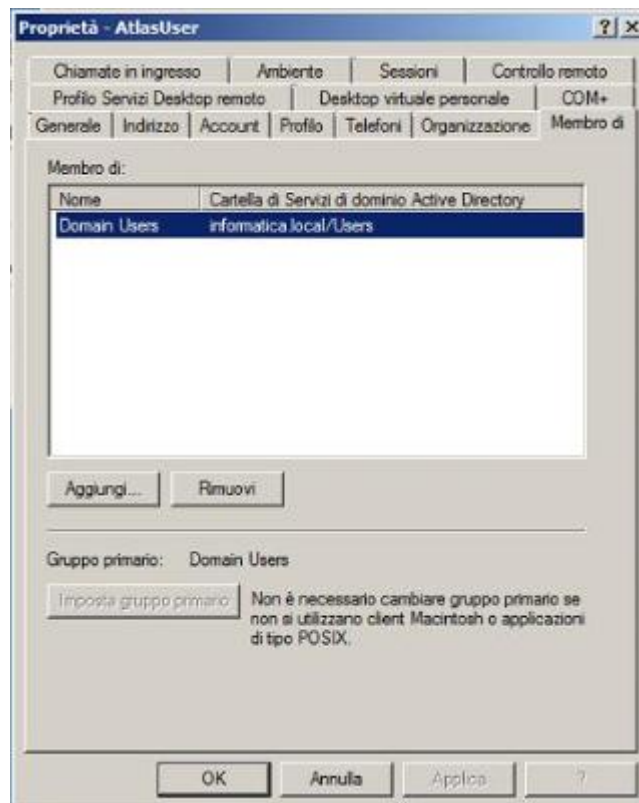 Proprietà - AtlasUser
? ×
Chiamate in ingresso Ambiente Sessioni Controllo remoto
Profilo Servizi Desktop remoto Desktop virtuale personale COM+
Generale Indirizzo Account Profilo Telefoni Organizzazione Membro di
Membro di:
Nome Cartella di Servizi di dominio Active Directory
Domain Users informatica.local/Users
Aggiungi... Rimuovi
Gruppo primario: Domain Users
Imposta gruppo primario
Non è necessario cambiare gruppo primario se
non si utilizzano client Macintosh o applicazioni
di tipo POSIX.
OK Annulla Applica ?